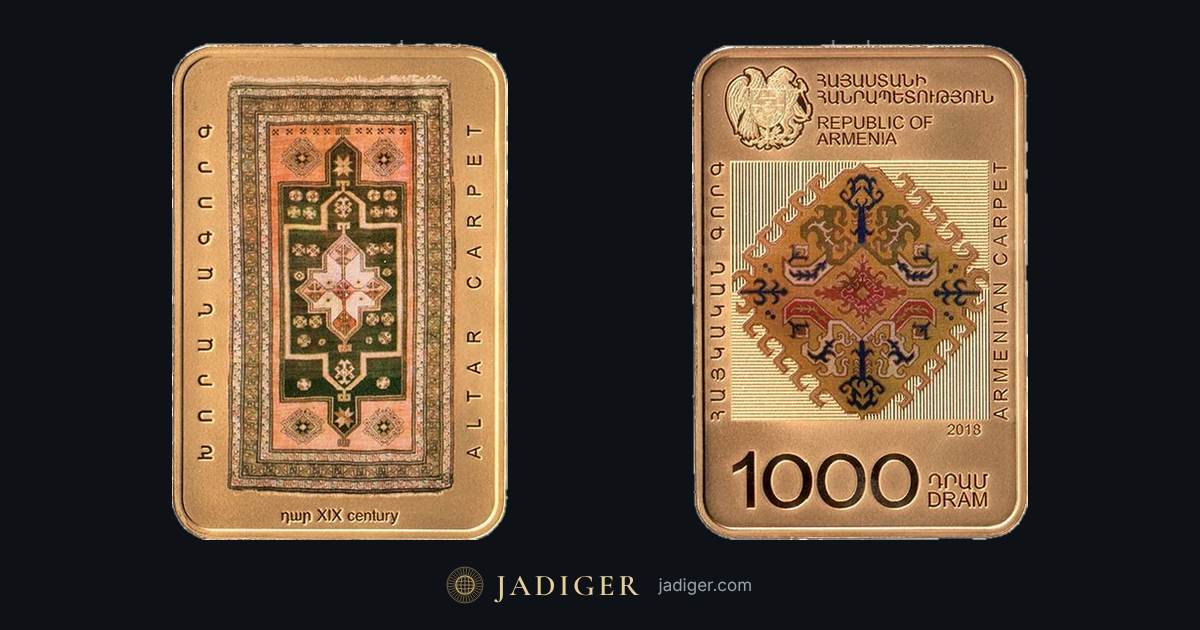 ԽՈՐԱՆԱԳՈՐԳ
ALTAR CARPET
դար XIX century
ՀԱՅԱՍՏԱՆԻ
ՀԱՆՐԱՊԵՏՈՒԹՅՈՒՆ
REPUBLIC OF
ARMENIA
ՀԱՅԿԱԿԱՆ ԳՈՐԳ
ARMENIAN CARPET
2018
1000
ԴՐԱՄ
DRAM
JADIGER
jadiger.com